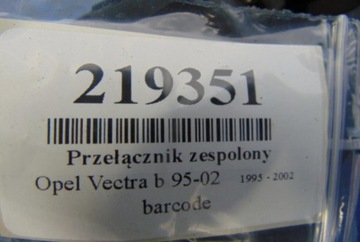 219351
Przełącznik zespolony
Opel Vectra b 95-02 1995 - 2002
barcode